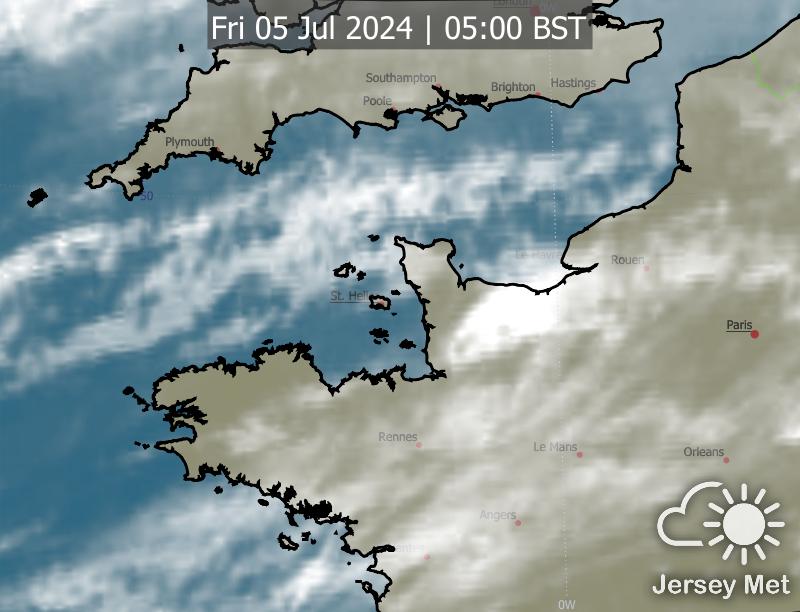 London
Fri 05 Jul 2024 | 05:00 BST
Southampton
Brighton
Hastings
Poole
Plymouth
50
Le Havre
Rouen
St. Heli
Paris
Rennes
Le Mans
Orleans
Angers
Jersey Met
0W